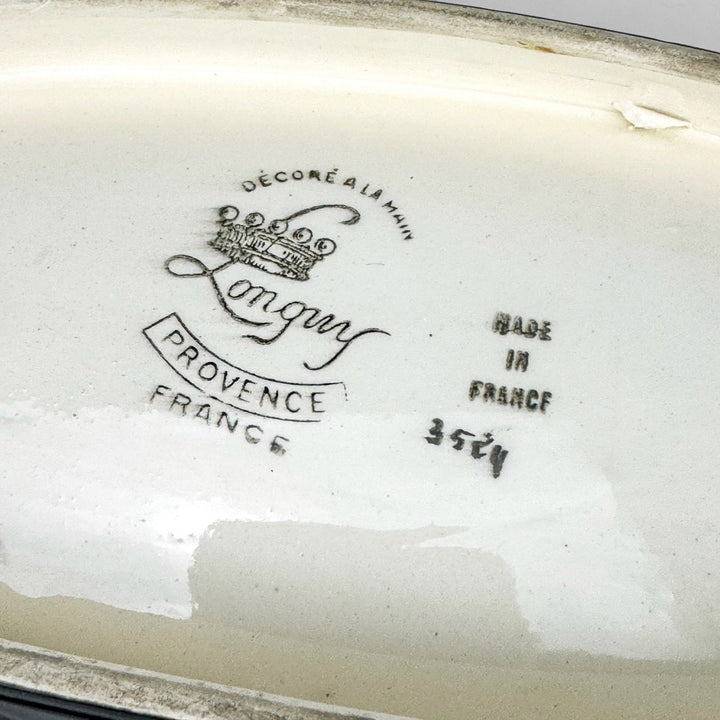 DÉCORÉ A LA MAIN
Longwy
PROVENCE
FRANCE
MADE
IN
FRANCE